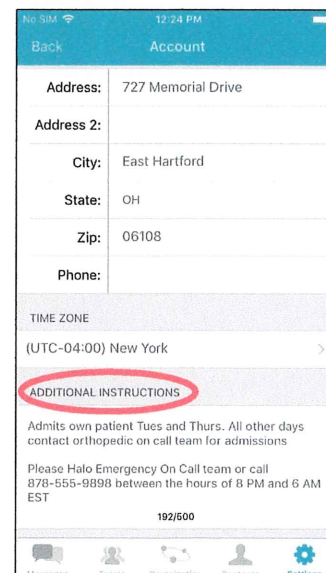 No SIM 12:24 PM
Back Account
Address: 727 Memorial Drive
Address 2:
City: East Hartford
State: OH
Zip: 06108
Phone:
TIME ZONE
(UTC-04:00) New York
ADDITIONAL INSTRUCTIONS
Admits own patient Tues and Thurs. All other days
contact orthopedic on call team for admissions
Please Halo Emergency On Call team or call
878-555-9898 between the hours of 8 PM and 6 AM
EST
192/500